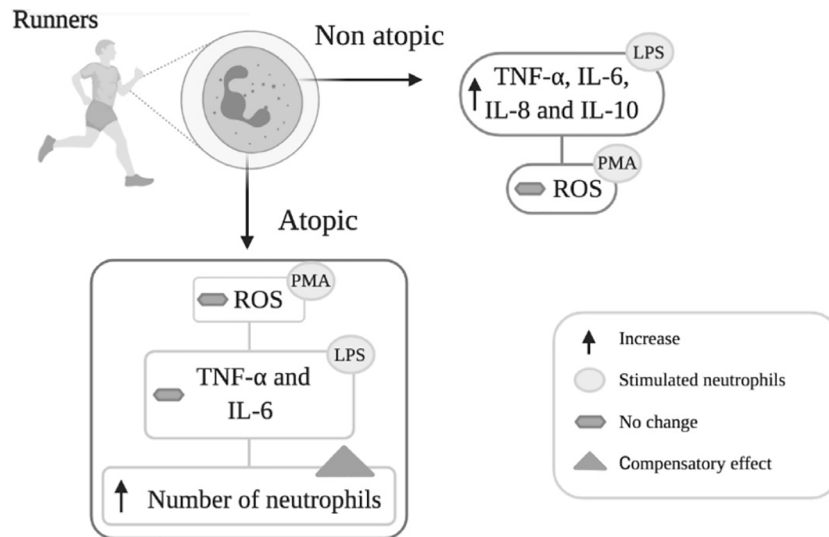 Runners
Non atopic
LPS
TNF-α, IL-6,
IL-8 and IL-10
PMA
ROS
Atopic
PMA
ROS
LPS
TNF-α and
IL-6
Number of neutrophils
Increase
Stimulated neutrophils
No change
Compensatory effect